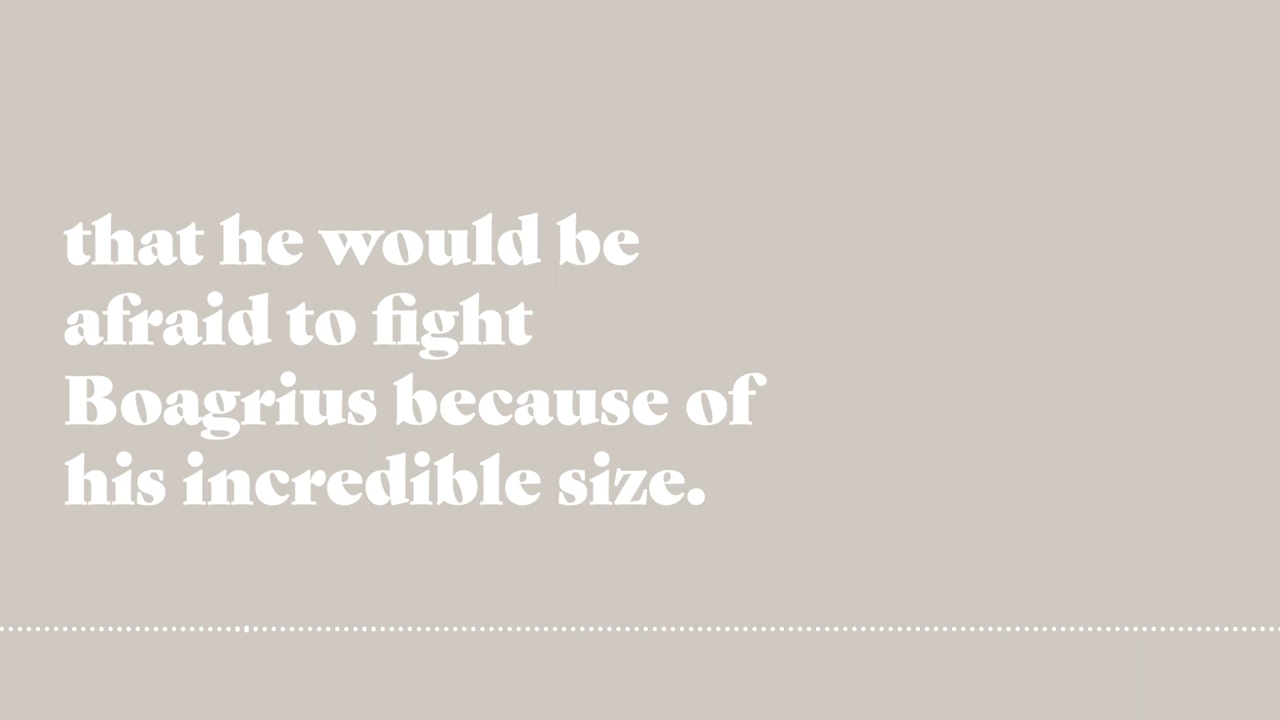 that he would be
afraid to fight
Boagrius because of
his incredible size.